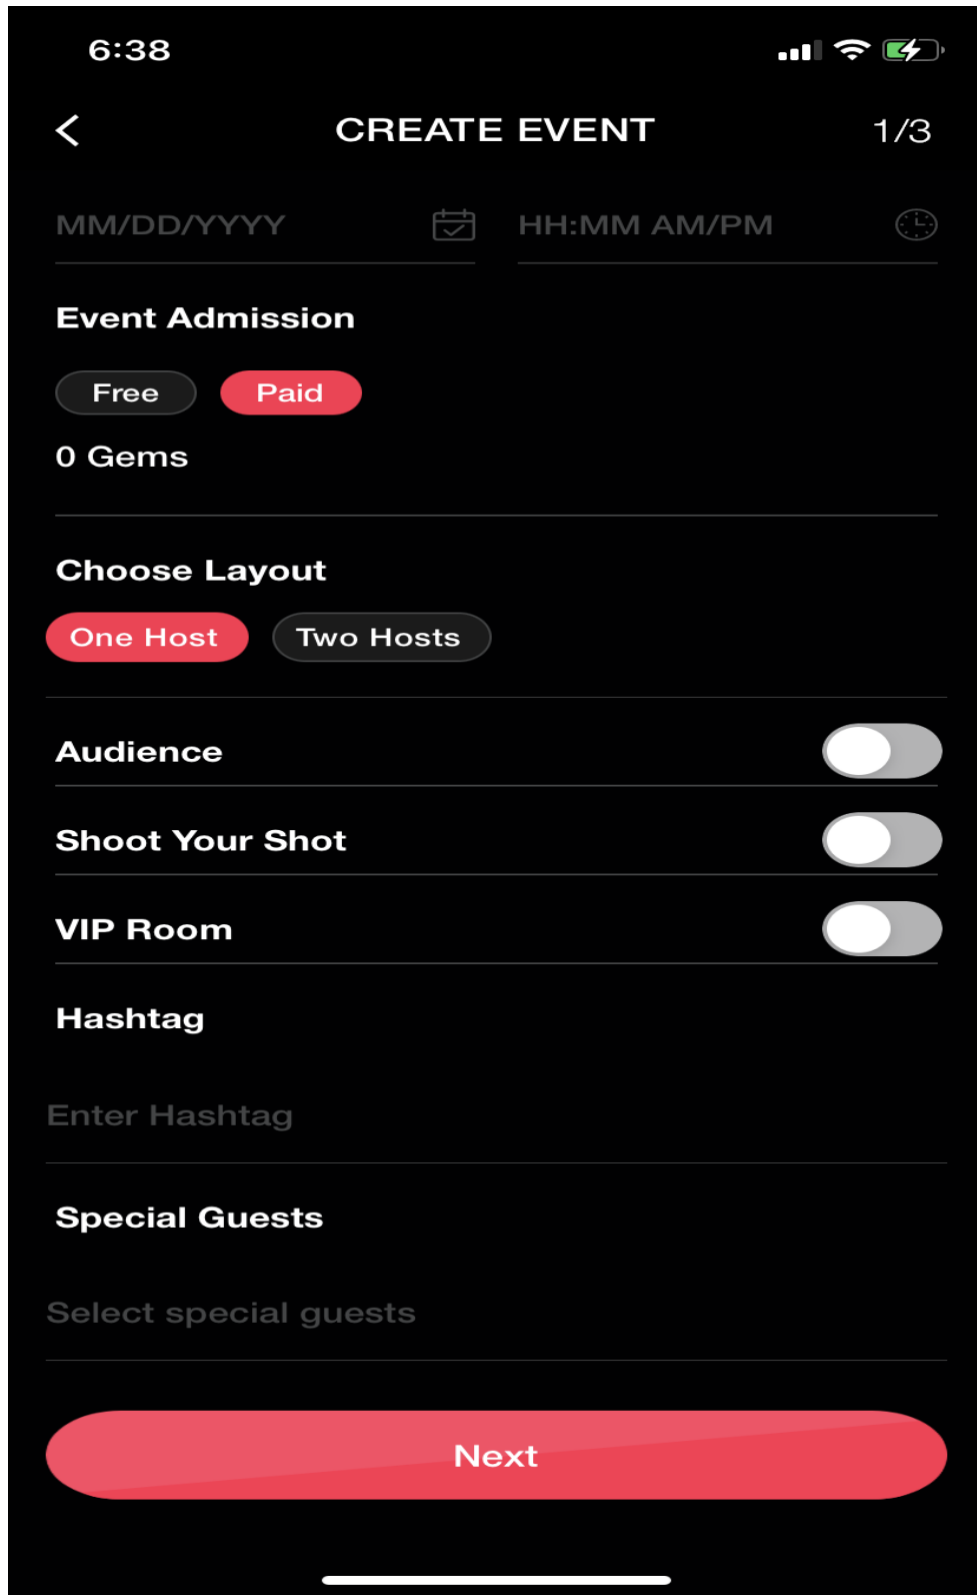 6:38
CREATE EVENT 1/3
MM/DD/YYYY HH:MM AM/PM
Event Admission
Free Paid
0 Gems
Choose Layout
One Host Two Hosts
Audience
Shoot Your Shot
VIP Room
Hashtag
Enter Hashtag
Special Guests
Select special guests
Next